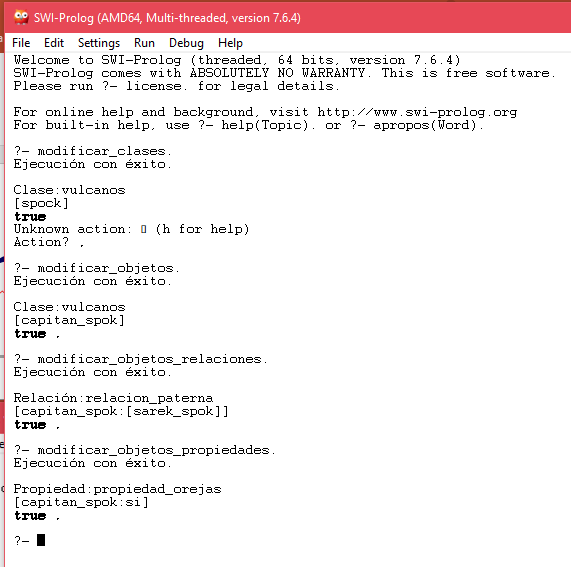 SWI-Prolog (AMD64, Multi-threaded, version 7.6.4)
File Edit Settings Run Debug Help
Welcome to SWI-Prolog (threaded, 64 bits, version 7.6.4)
SWI-Prolog comes with ABSOLUTELY NO WARRANTY. This is free software.
Please run ?- license. for legal details.
For online help and background, visit http://www.swi-prolog.org
For built-in help, use ?- help(Topic). or ?- apropos(Word).
?- modificar_clases.
Ejecución con éxito.
Clase:vulcanos
[spock]
true
Unknown action: ▯ (h for help)
Action? .
?- modificar_objetos.
Ejecución con éxito.
Clase:vulcanos
[capitan_spok]
true .
?- modificar_objetos_relaciones.
Ejecución con éxito.
Relación:relacion_paterna
[capitan_spok:[sarek_spok]]
true .
?- modificar_objetos_propiedades.
Ejecución con éxito.
Propiedad:propiedad_orejas
[capitan_spok:si]
true .
?-